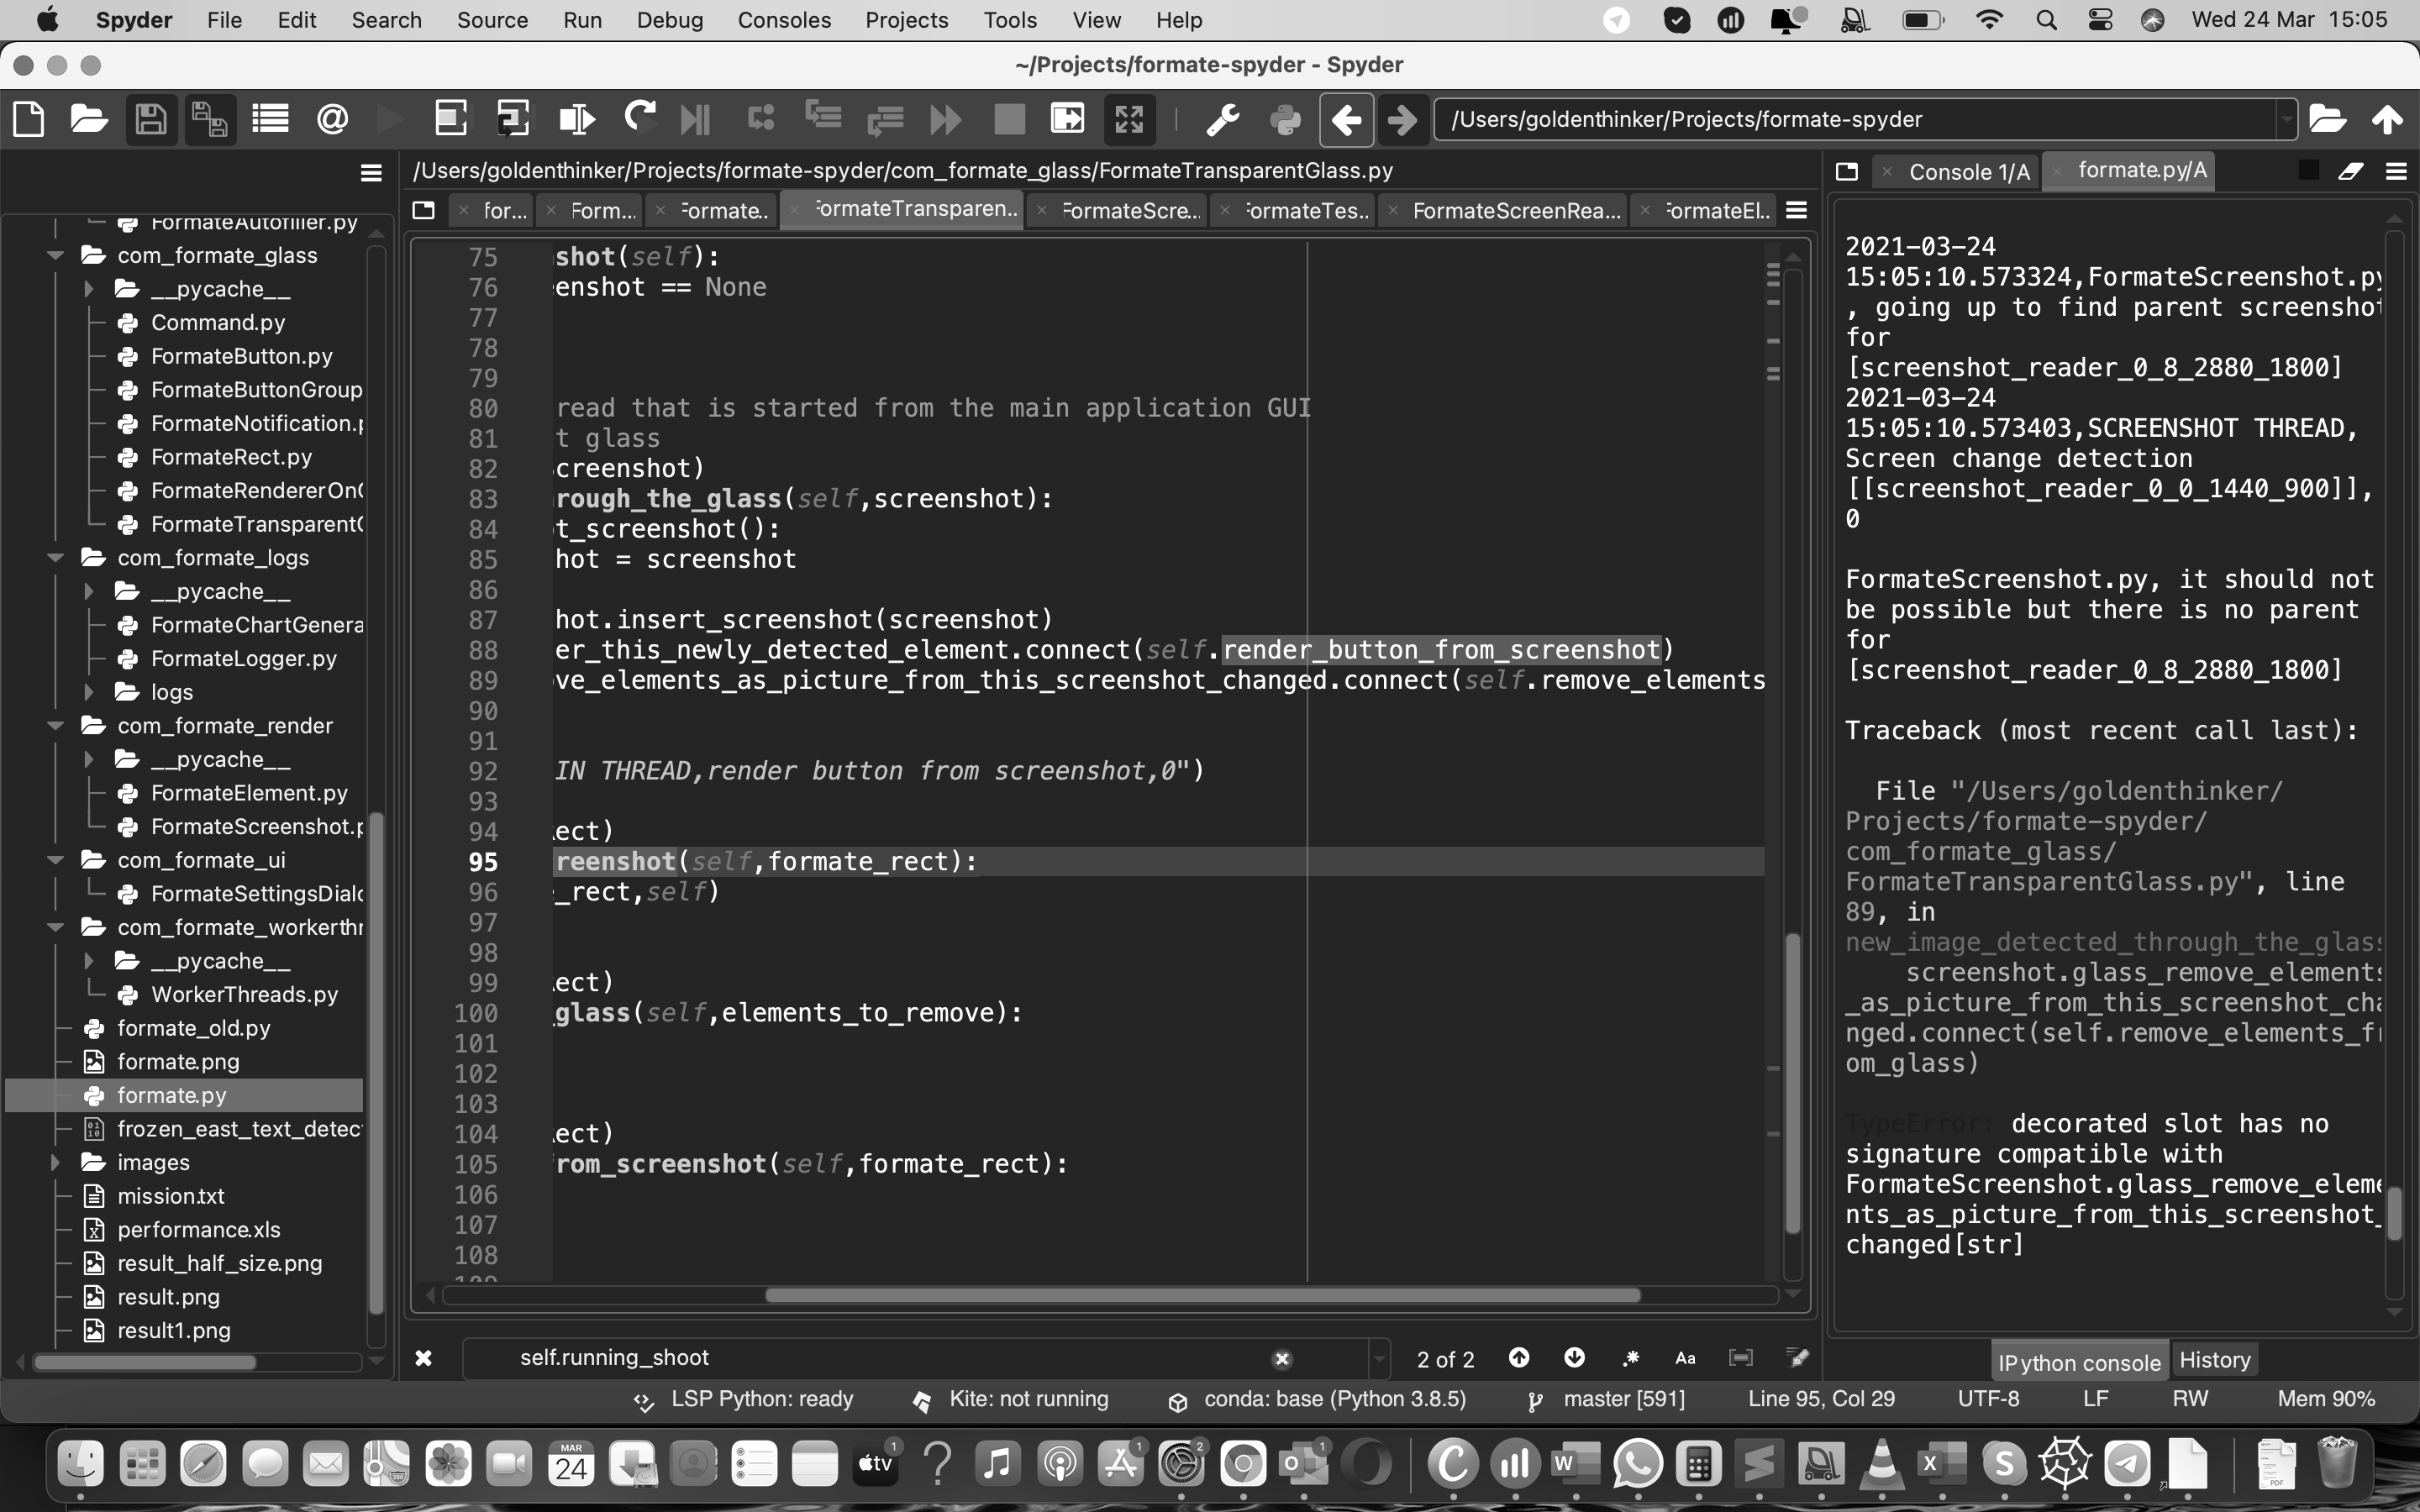 Spyder File Edit Search Source Run Debug Consoles Projects Tools View Help Wed 24 Mar 15:05
~/Projects/formate-spyder - Spyder
/Users/goldenthinker/Projects/formate-spyder
FormateAutofiller.py
com_formate_glass
__pycache__
Command.py
FormateButton.py
FormateButtonGroup
FormateNotification.p
FormateRect.py
FormateRendererOnG
FormateTransparentG
com_formate_logs
__pycache__
FormateChartGenera
FormateLogger.py
logs
com_formate_render
__pycache__
FormateElement.py
FormateScreenshot.p
com_formate_ui
FormateSettingsDialo
com_formate_workerthr
__pycache__
WorkerThreads.py
formate_old.py
formate.png
formate.py
frozen_east_text_detec
images
mission.txt
performance.xls
result_half_size.png
result.png
result1.png
/Users/goldenthinker/Projects/formate-spyder/com_formate_glass/FormateTransparentGlass.py
for... Form... Formate.. FormateTransparen.. FormateScre.. FormateTes.. FormateScreenRea... FormateEl..
75 shot(self):
76 enshot == None
77
78
79
80 read that is started from the main application GUI
81 t glass
82 creenshot)
83 rough_the_glass(self,screenshot):
84 t_screenshot():
85 hot = screenshot
86
87 hot.insert_screenshot(screenshot)
88 er_this_newly_detected_element.connect(self.render_button_from_screenshot)
89 ve_elements_as_picture_from_this_screenshot_changed.connect(self.remove_elements
90
91
92 IN THREAD,render button from screenshot,0")
93
94 ect)
95 reenshot(self,formate_rect):
96 _rect,self)
97
98
99 ect)
100 glass(self,elements_to_remove):
101
102
103
104 ect)
105 from_screenshot(self,formate_rect):
106
107
108
109
self.running_shoot 2 of 2 Aa
Console 1/A formate.py/A
2021-03-24
15:05:10.573324,FormateScreenshot.py
, going up to find parent screenshot
for
[screenshot_reader_0_8_2880_1800]
2021-03-24
15:05:10.573403,SCREENSHOT THREAD,
Screen change detection
[[screenshot_reader_0_0_1440_900]],
0
FormateScreenshot.py, it should not
be possible but there is no parent
for
[screenshot_reader_0_8_2880_1800]
Traceback (most recent call last):
File "/Users/goldenthinker/
Projects/formate-spyder/
com_formate_glass/
FormateTransparentGlass.py", line
89, in
new_image_detected_through_the_glass
screenshot.glass_remove_elements
_as_picture_from_this_screenshot_cha
nged.connect(self.remove_elements_fr
om_glass)
TypeError: decorated slot has no
signature compatible with
FormateScreenshot.glass_remove_eleme
nts_as_picture_from_this_screenshot_
changed[str]
IPython console History
LSP Python: ready Kite: not running conda: base (Python 3.8.5) master [591] Line 95, Col 29 UTF-8 LF RW Mem 90%
MAR
24
tv
1
1
2
1
PDF